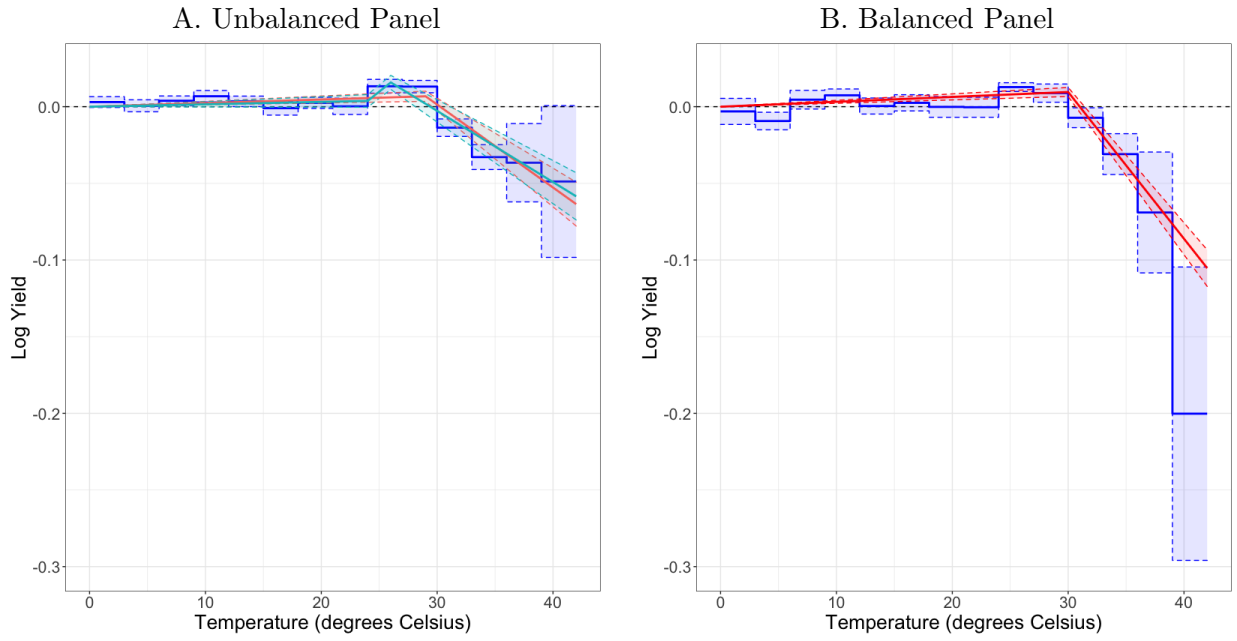 A. Unbalanced Panel
0.0
-0.1
-0.2
-0.3
Log Yield
0 10 20 30 40
Temperature (degrees Celsius)
B. Balanced Panel
0.0
-0.1
-0.2
-0.3
Log Yield
0 10 20 30 40
Temperature (degrees Celsius)